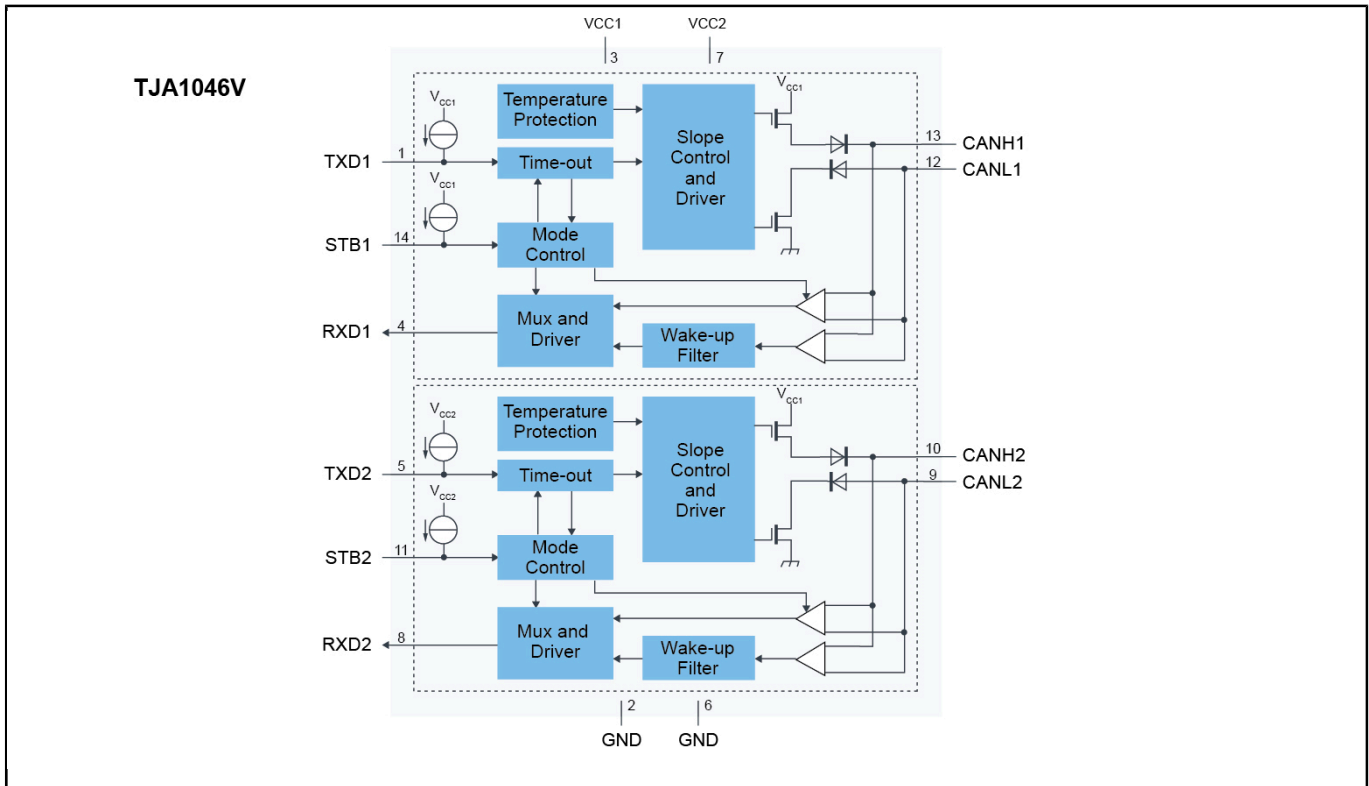 VCC1 VCC2
3 7
TJA1046V
VCC1
Temperature
Protection
Slope
Control
and
Driver
VCC1
13 CANH1
12 CANL1
TXD1 1
Time-out
VCC1
STB1 14
Mode
Control
RXD1 4
Mux and
Driver
Wake-up
Filter
VCC2
Temperature
Protection
Slope
Control
and
Driver
VCC1
10 CANH2
9 CANL2
TXD2 5
Time-out
VCC2
STB2 11
Mode
Control
RXD2 8
Mux and
Driver
Wake-up
Filter
2 6
GND GND